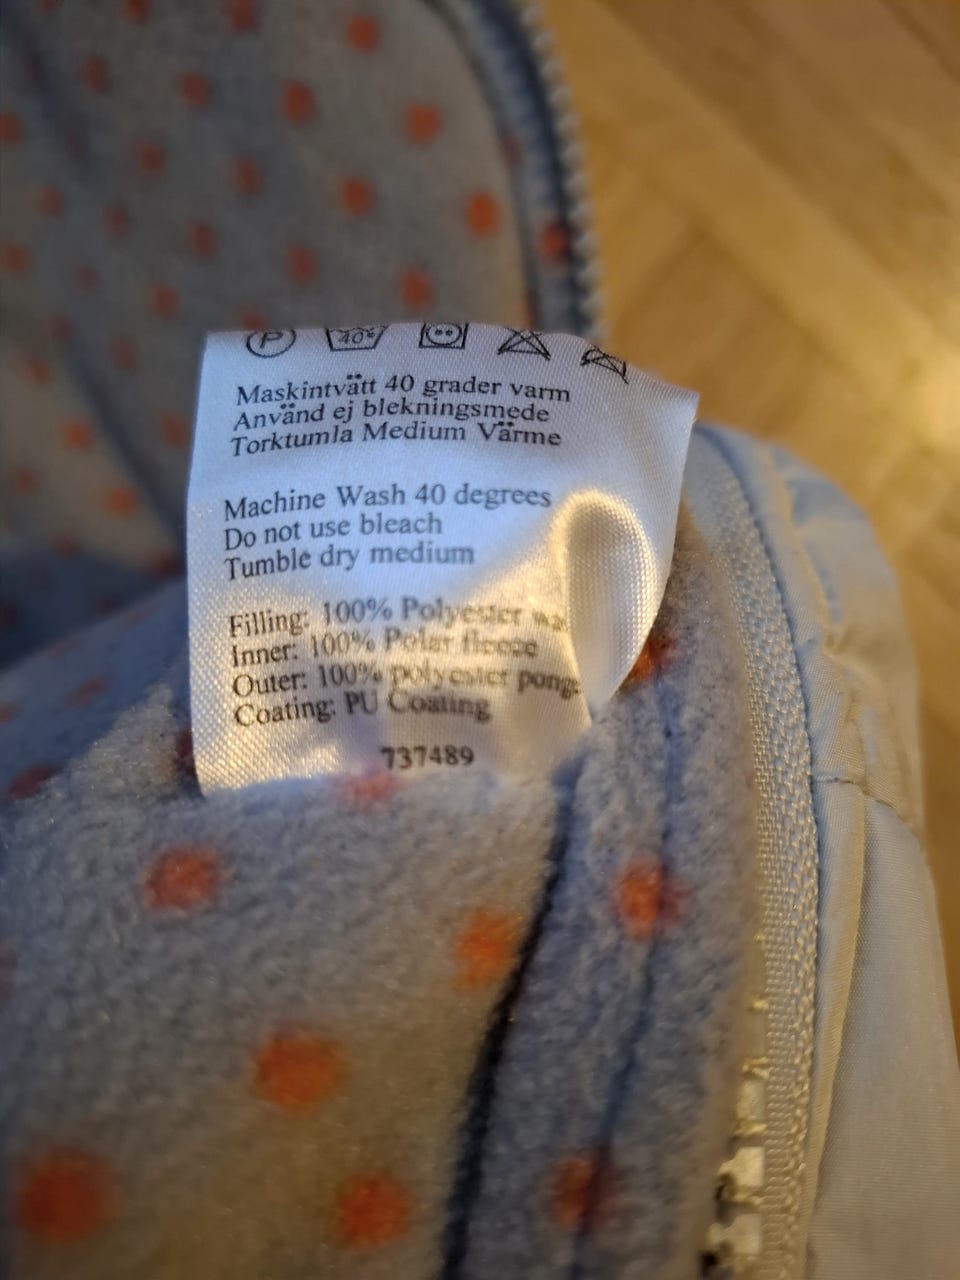 P 40°
Maskintvätt 40 grader varm
Använd ej blekningsmede
Torktumla Medium Värme
Machine Wash 40 degrees
Do not use bleach
Tumble dry medium
Filling: 100% Polyester
Inner: 100% Polar fleece
Outer: 100% polyester
Coating: PU Coating
737489